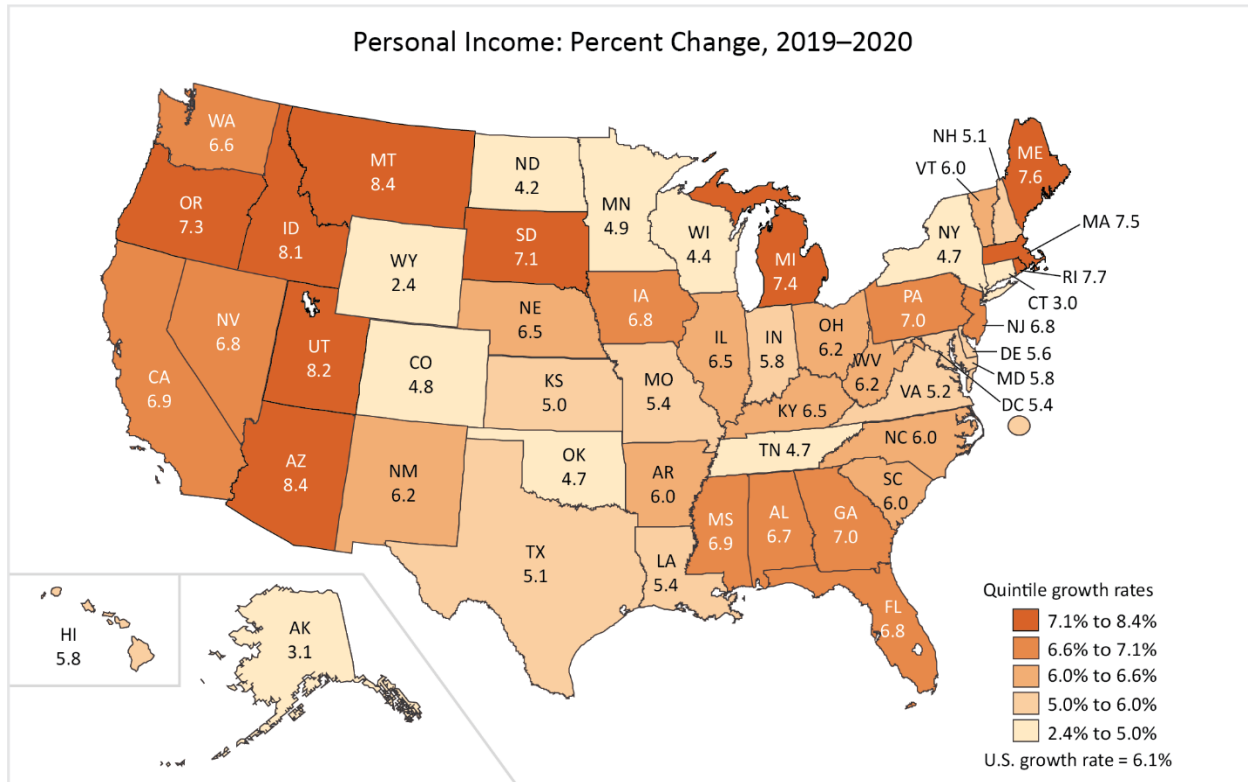 Personal Income: Percent Change, 2019–2020
WA
6.6
OR
7.3
ID
8.1
MT
8.4
ND
4.2
MN
4.9
WI
4.4
MI
7.4
SD
7.1
WY
2.4
NE
6.5
IA
6.8
NV
6.8
UT
8.2
CO
4.8
CA
6.9
KS
5.0
MO
5.4
IL
6.5
IN
5.8
OH
6.2
WV
6.2
KY 6.5
VA 5.2
PA
7.0
NY
4.7
NH 5.1
VT 6.0
ME
7.6
MA 7.5
RI 7.7
CT 3.0
NJ 6.8
DE 5.6
MD 5.8
DC 5.4
AZ
8.4
NM
6.2
OK
4.7
AR
6.0
TN 4.7
NC 6.0
SC
6.0
MS
6.9
AL
6.7
GA
7.0
TX
5.1
LA
5.4
FL
6.8
HI
5.8
AK
3.1
Quintile growth rates
7.1% to 8.4%
6.6% to 7.1%
6.0% to 6.6%
5.0% to 6.0%
2.4% to 5.0%
U.S. growth rate = 6.1%